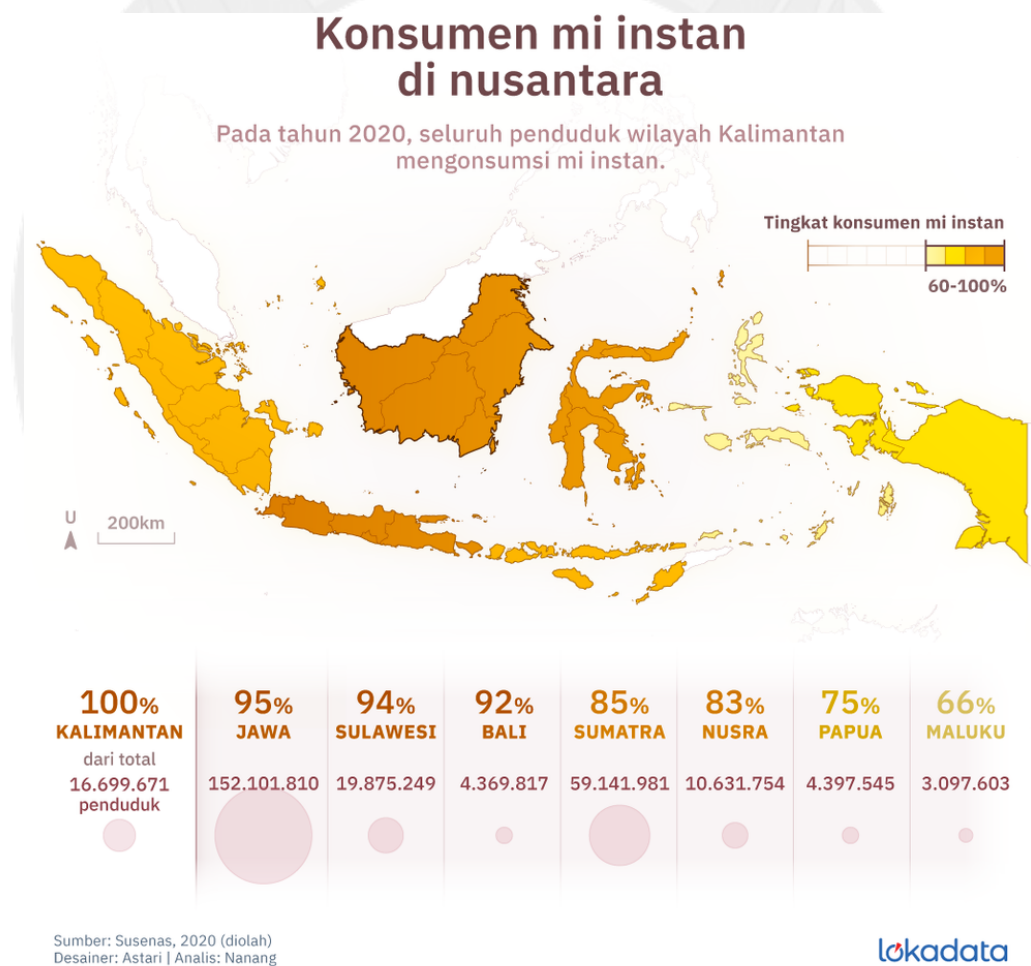 Konsumen mi instan
di nusantara
Pada tahun 2020, seluruh penduduk wilayah Kalimantan
mengonsumsi mi instan.
Tingkat konsumen mi instan
60-100%
U
200km
100%
KALIMANTAN
dari total
16.699.671
penduduk
95%
JAWA
152.101.810
94%
SULAWESI
19.875.249
92%
BALI
4.369.817
85%
SUMATRA
59.141.981
83%
NUSRA
10.631.754
75%
PAPUA
4.397.545
66%
MALUKU
3.097.603
Sumber: Susenas, 2020 (diolah)
Desainer: Astari | Analis: Nanang
lokadata